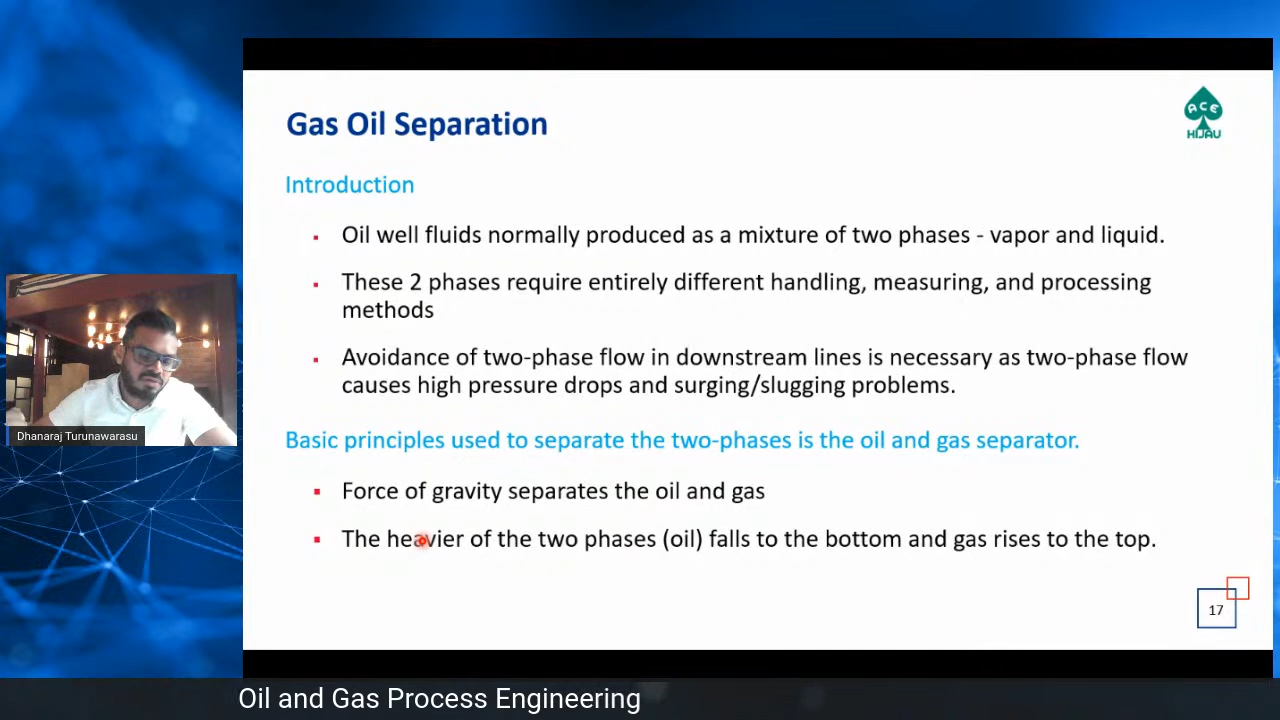 Gas Oil Separation
ACE
HIJAU
Introduction
Oil well fluids normally produced as a mixture of two phases - vapor and liquid.
These 2 phases require entirely different handling, measuring, and processing
methods
Avoidance of two-phase flow in downstream lines is necessary as two-phase flow
causes high pressure drops and surging/slugging problems.
Basic principles used to separate the two-phases is the oil and gas separator.
Force of gravity separates the oil and gas
The heavier of the two phases (oil) falls to the bottom and gas rises to the top.
17
Dhanaraj Turunawarasu
Oil and Gas Process Engineering